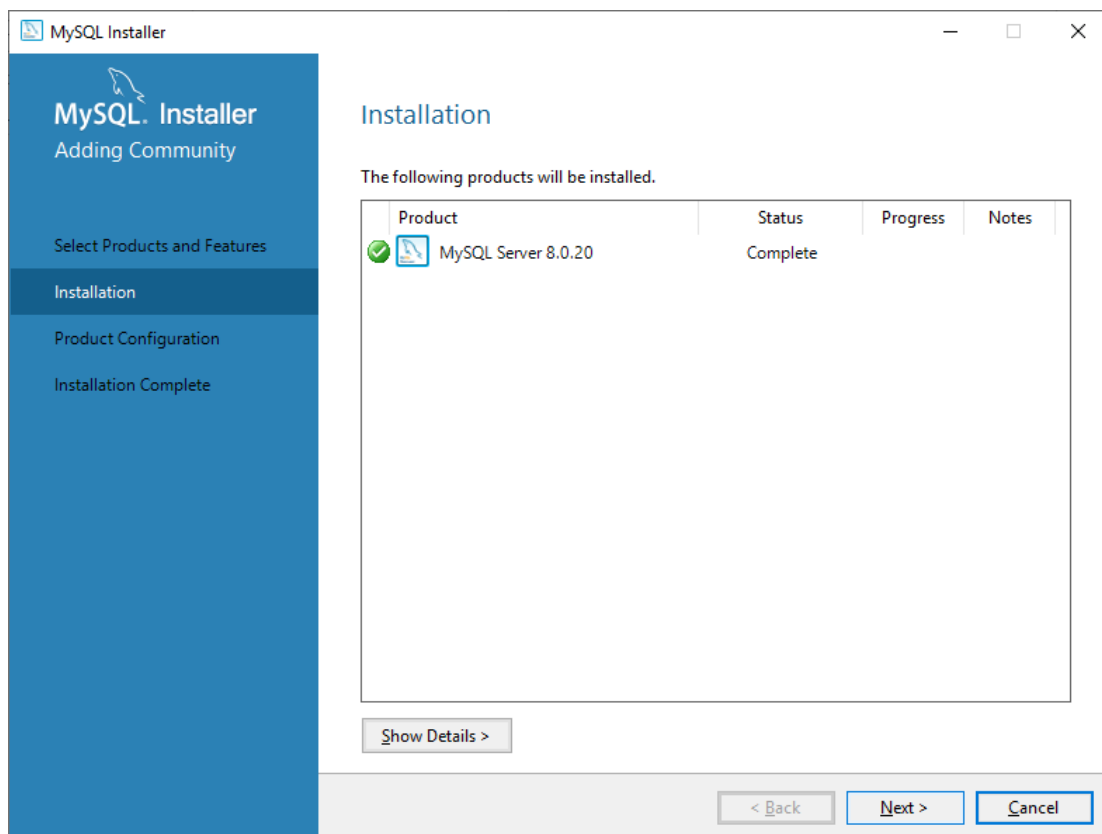 MySQL Installer
MySQL. Installer
Adding Community
Select Products and Features
Installation
Product Configuration
Installation Complete
Installation
The following products will be installed.
Product Status Progress Notes
MySQL Server 8.0.20 Complete
Show Details >
< Back Next > Cancel